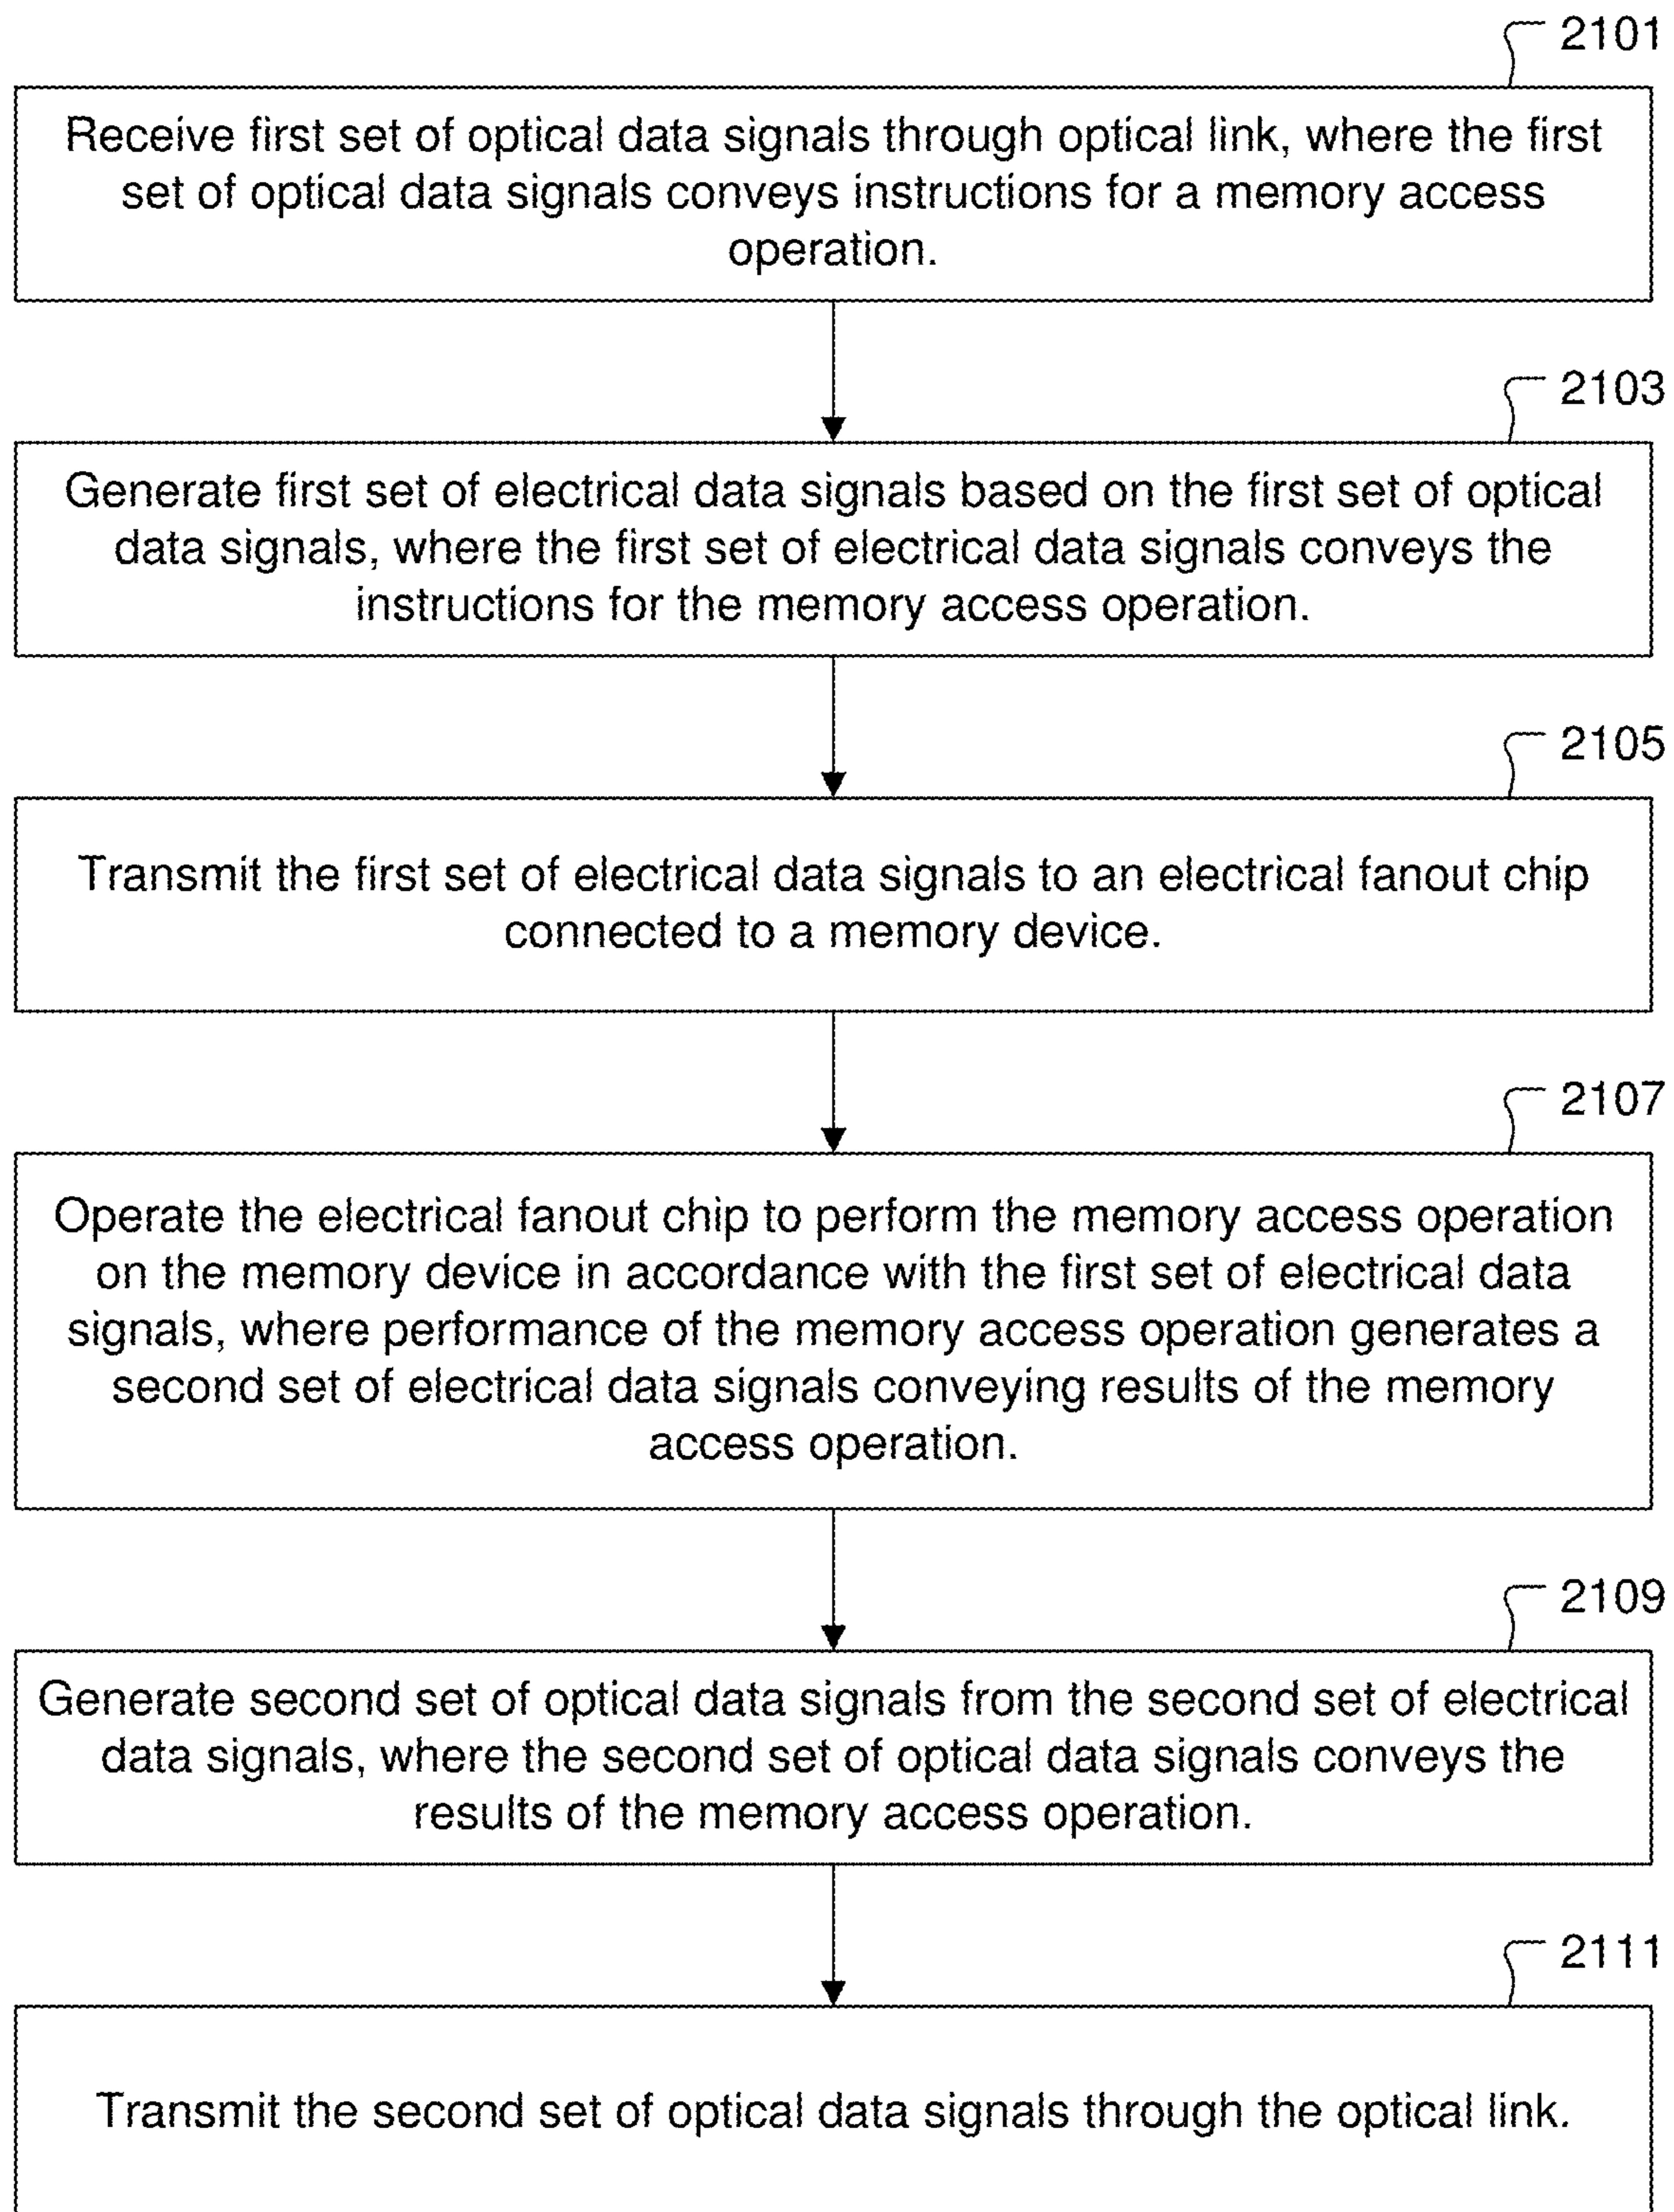 2101
Receive first set of optical data signals through optical link, where the first
set of optical data signals conveys instructions for a memory access
operation.
2103
Generate first set of electrical data signals based on the first set of optical
data signals, where the first set of electrical data signals conveys the
instructions for the memory access operation.
2105
Transmit the first set of electrical data signals to an electrical fanout chip
connected to a memory device.
2107
Operate the electrical fanout chip to perform the memory access operation
on the memory device in accordance with the first set of electrical data
signals, where performance of the memory access operation generates a
second set of electrical data signals conveying results of the memory
access operation.
2109
Generate second set of optical data signals from the second set of electrical
data signals, where the second set of optical data signals conveys the
results of the memory access operation.
2111
Transmit the second set of optical data signals through the optical link.